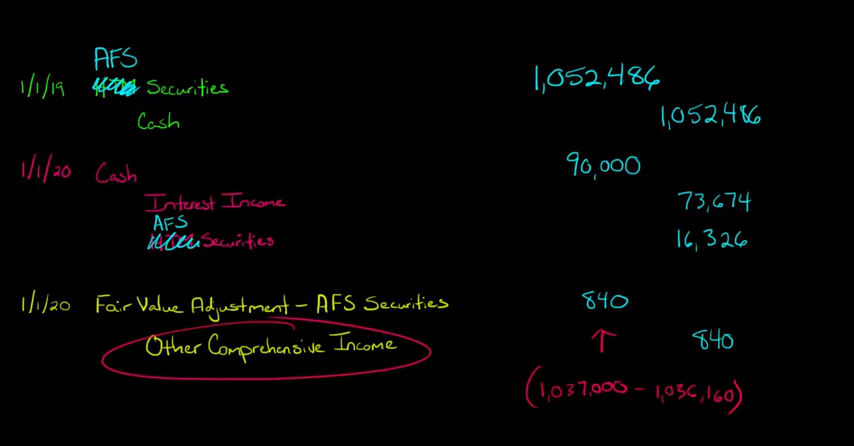 AFS
1/1/19 Securities 1,052,486
Cash 1,052,486
1/1/20 Cash 90,000
Interest Income 73,674
AFS
Securities 16,326
1/1/20 Fair Value Adjustment - AFS Securities 840
Other Comprehensive Income ↑ 840
(1,037,000 - 1,036,160)